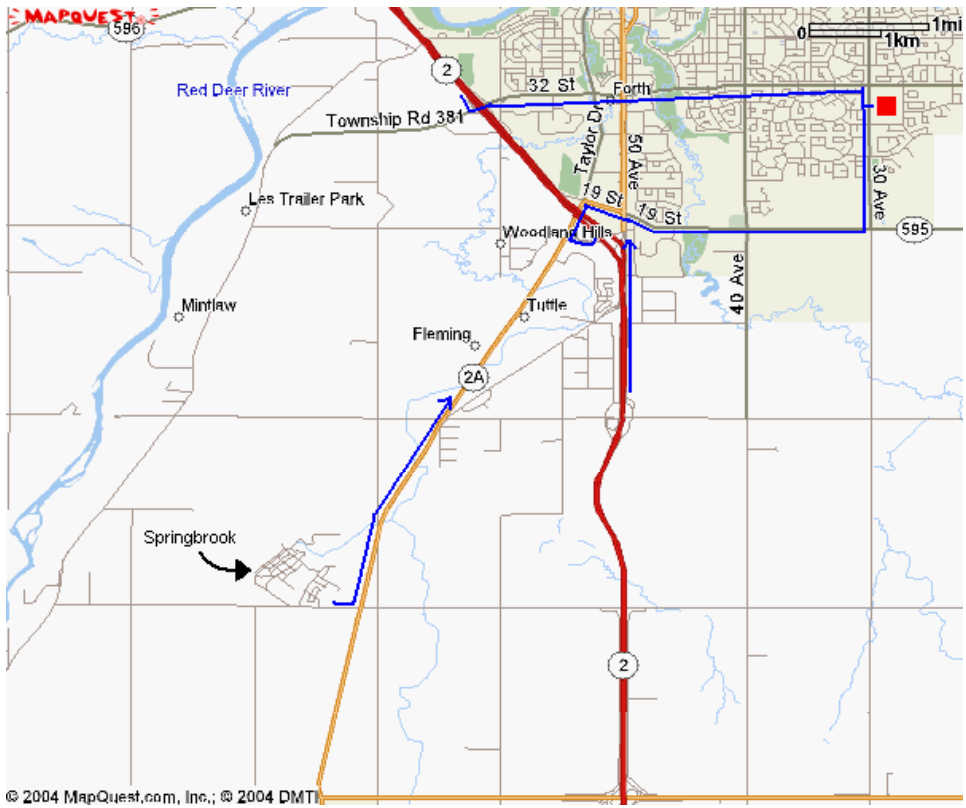 MAPQUEST
596
2
0
1mi
1km
32 St
Forth
Red Deer River
Township Rd 381
Taylor Dr
50 Ave
30 Ave
Les Trailer Park
19 St
19 St
595
Woodland Hills
40 Ave
Mintlaw
Tuttle
Fleming
2A
Springbrook
2
© 2004 MapQuest.com, Inc.; © 2004 DMTI